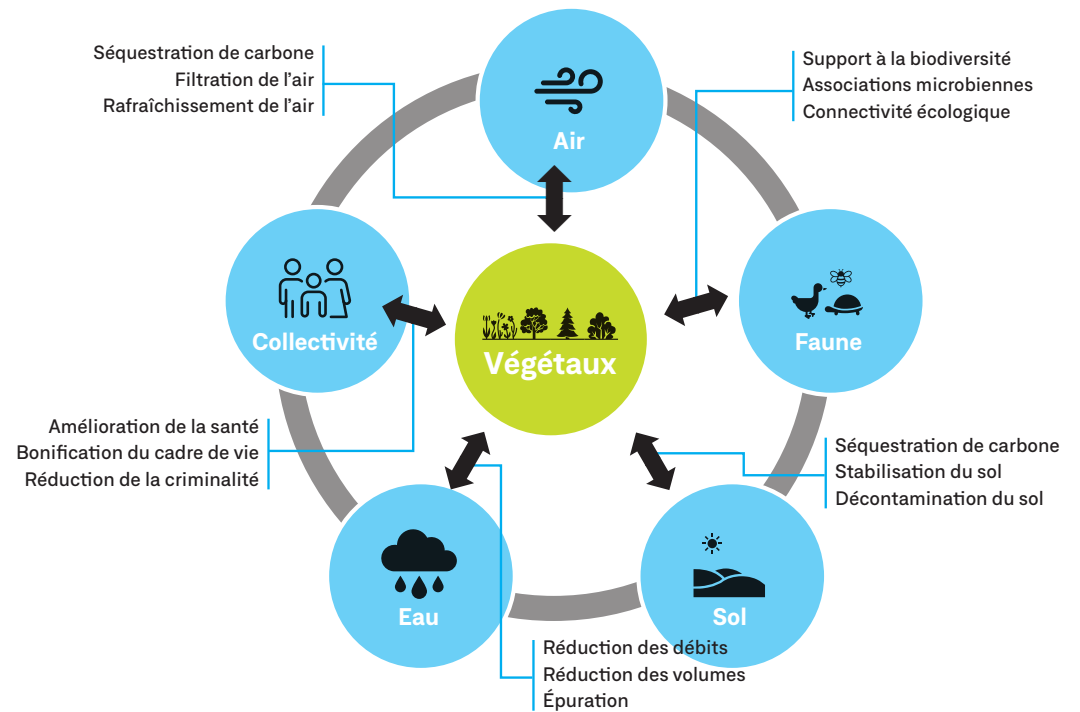 Séquestration de carbone
Filtration de l'air
Rafraîchissement de l'air
Support à la biodiversité
Associations microbiennes
Connectivité écologique
Air
Collectivité
Végétaux
Faune
Amélioration de la santé
Bonification du cadre de vie
Réduction de la criminalité
Séquestration de carbone
Stabilisation du sol
Décontamination du sol
Eau
Sol
Réduction des débits
Réduction des volumes
Épuration